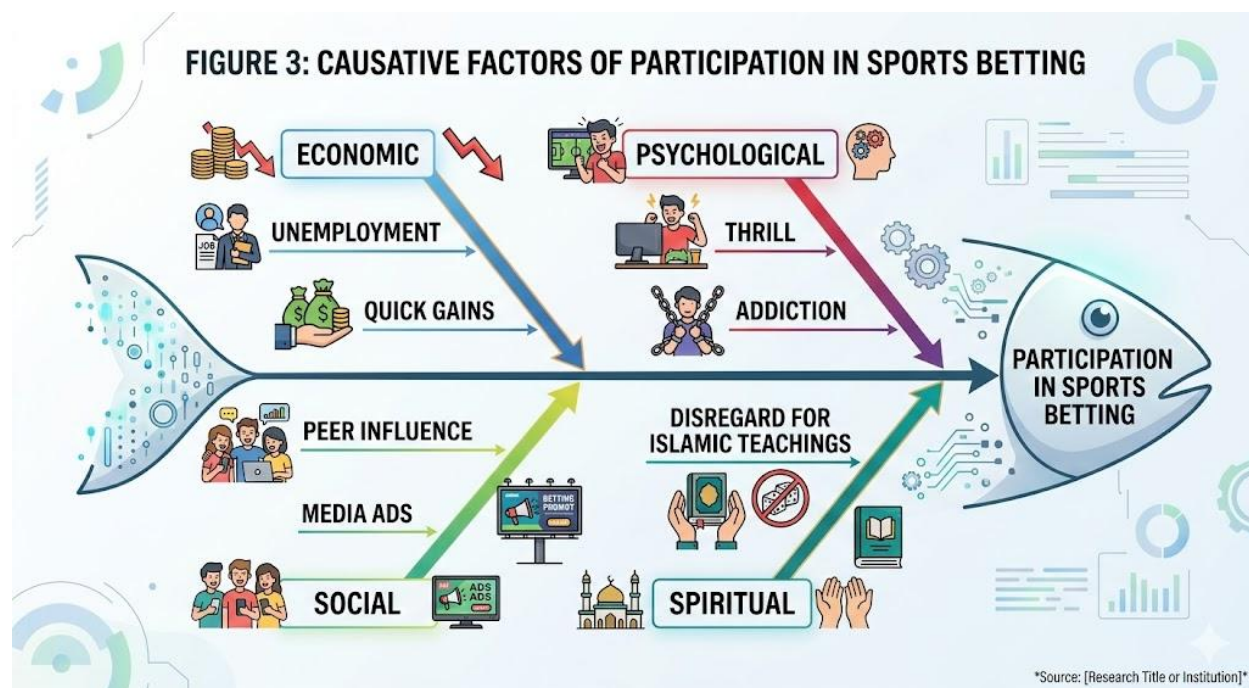 FIGURE 3: CAUSATIVE FACTORS OF PARTICIPATION IN SPORTS BETTING
ECONOMIC
PSYCHOLOGICAL
JOB
UNEMPLOYMENT
THRILL
QUICK GAINS
ADDICTION
PARTICIPATION
IN SPORTS
BETTING
PEER INFLUENCE
DISREGARD FOR
ISLAMIC TEACHINGS
MEDIA ADS
BETTING
PROMOT
SOCIAL
ADS
ADS
SPIRITUAL
*Source: [Research Title or Institution]*